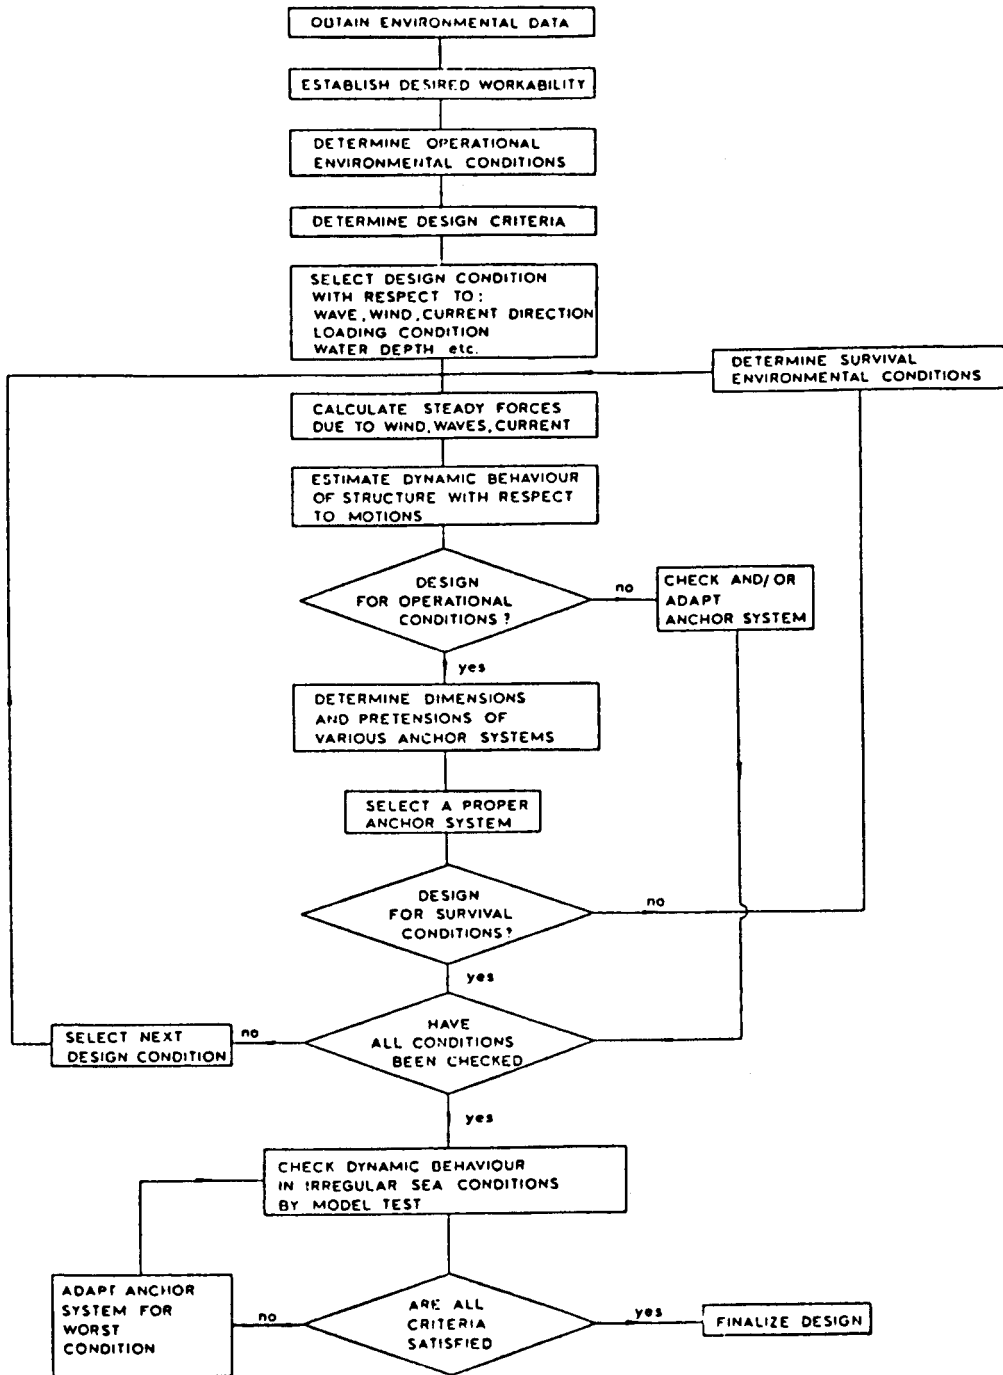 OBTAIN ENVIRONMENTAL DATA
ESTABLISH DESIRED WORKABILITY
DETERMINE OPERATIONAL
ENVIRONMENTAL CONDITIONS
DETERMINE DESIGN CRITERIA
SELECT DESIGN CONDITION
WITH RESPECT TO:
WAVE, WIND, CURRENT DIRECTION
LOADING CONDITION
WATER DEPTH etc.
DETERMINE SURVIVAL
ENVIRONMENTAL CONDITIONS
CALCULATE STEADY FORCES
DUE TO WIND, WAVES, CURRENT
ESTIMATE DYNAMIC BEHAVIOUR
OF STRUCTURE WITH RESPECT
TO MOTIONS
DESIGN
FOR OPERATIONAL
CONDITIONS?
no
CHECK AND/OR
ADAPT
ANCHOR SYSTEM
yes
DETERMINE DIMENSIONS
AND PRETENSIONS OF
VARIOUS ANCHOR SYSTEMS
SELECT A PROPER
ANCHOR SYSTEM
DESIGN
FOR SURVIVAL
CONDITIONS?
no
yes
HAVE
ALL CONDITIONS
BEEN CHECKED
no
SELECT NEXT
DESIGN CONDITION
yes
CHECK DYNAMIC BEHAVIOUR
IN IRREGULAR SEA CONDITIONS
BY MODEL TEST
ADAPT ANCHOR
SYSTEM FOR
WORST
CONDITION
no
ARE ALL
CRITERIA
SATISFIED
yes
FINALIZE DESIGN